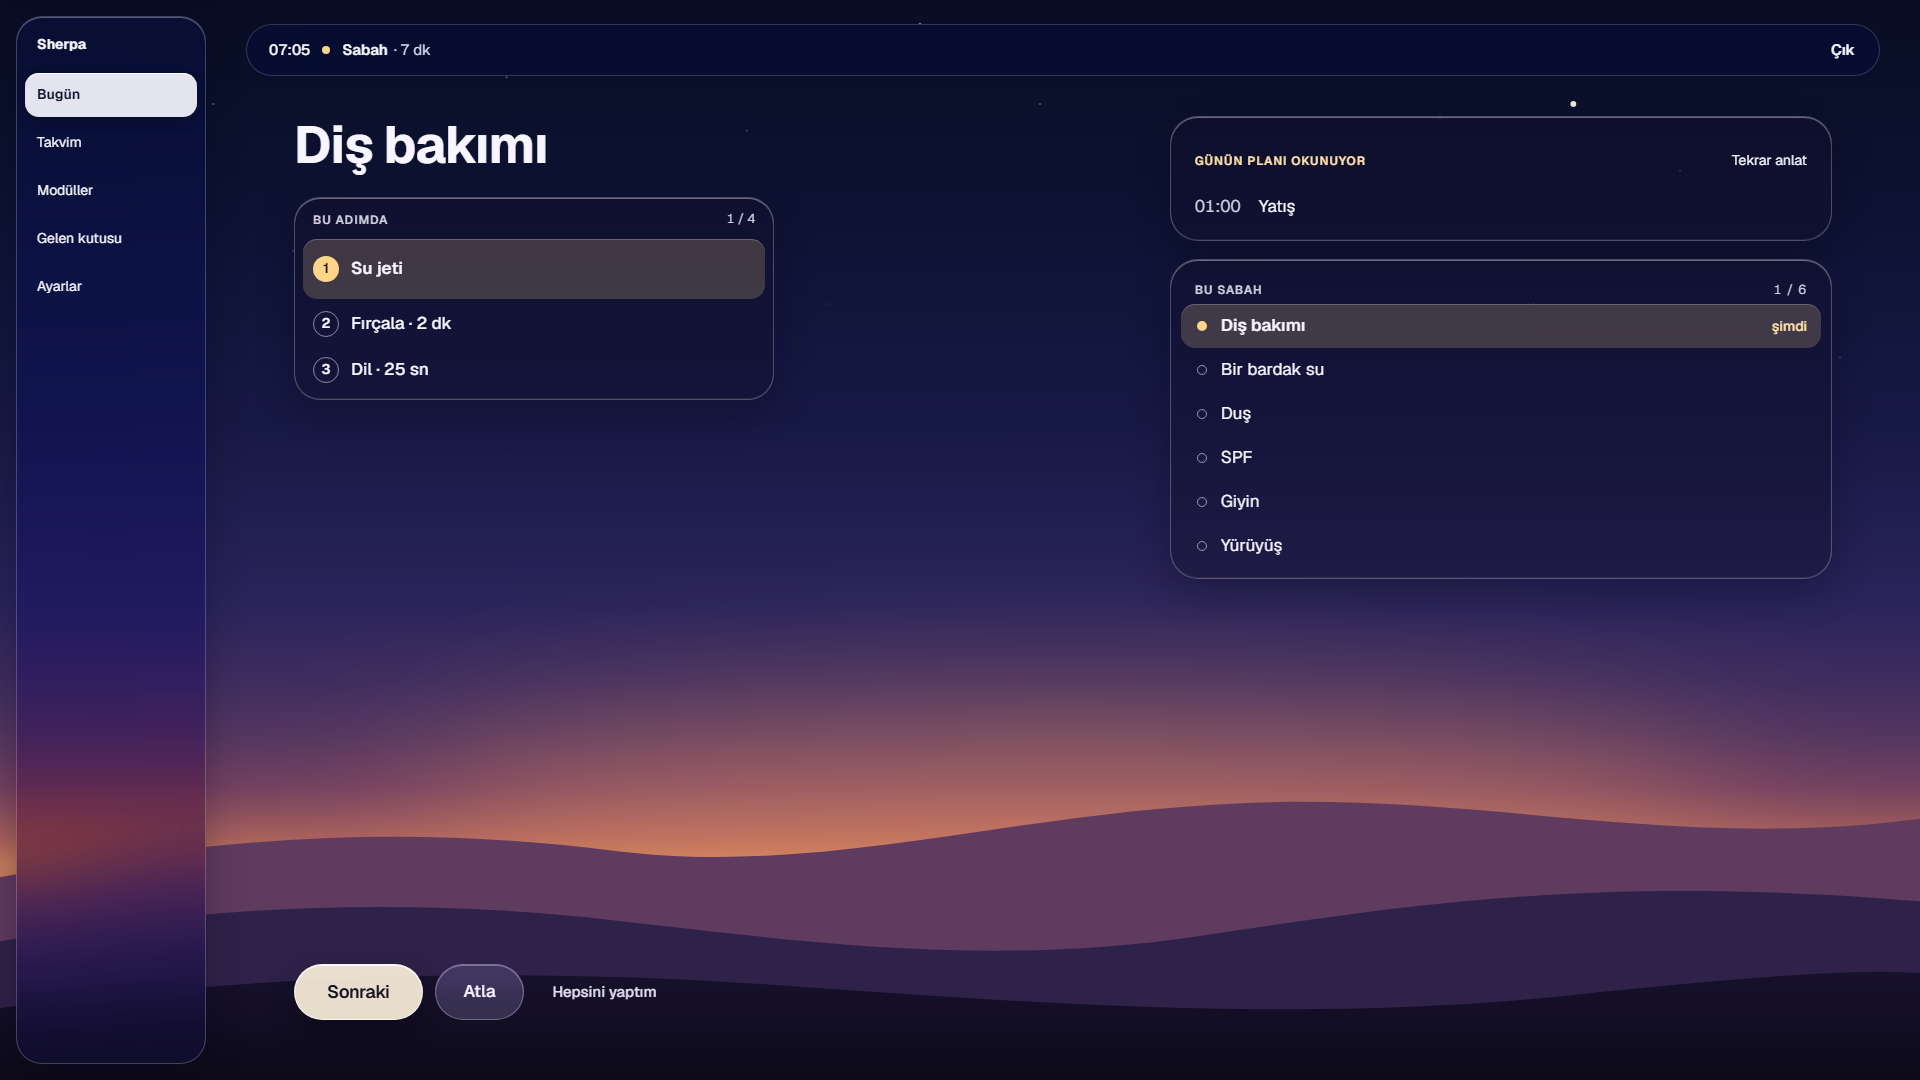 Sherpa
Bugün
Takvim
Modüller
Gelen kutusu
Ayarlar
07:05 Sabah · 7 dk
Çık
Diş bakımı
BU ADIMDA 1 / 4
1 Su jeti
2 Fırçala · 2 dk
3 Dil · 25 sn
GÜNÜN PLANI OKUNUYOR Tekrar anlat
01:00 Yatış
BU SABAH 1 / 6
Diş bakımı şimdi
Bir bardak su
Duş
SPF
Giyin
Yürüyüş
Sonraki Atla Hepsini yaptım